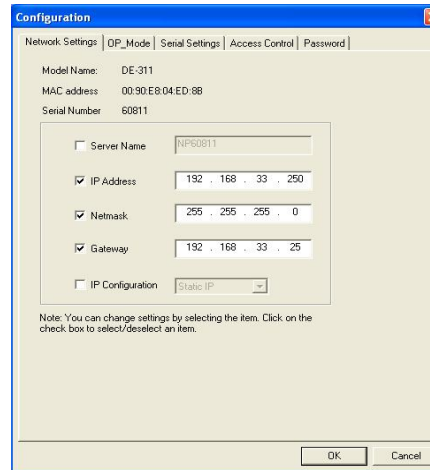 Configuration
Network Settings OP_Mode Serial Settings Access Control Password
Model Name: DE-311
MAC address 00:90:E8:04:ED:8B
Serial Number 60811
Server Name NP60811
IP Address 192 . 168 . 33 . 250
Netmask 255 . 255 . 255 . 0
Gateway 192 . 168 . 33 . 25
IP Configuration Static IP
Note: You can change settings by selecting the item. Click on the
check box to select/deselect an item.
OK Cancel